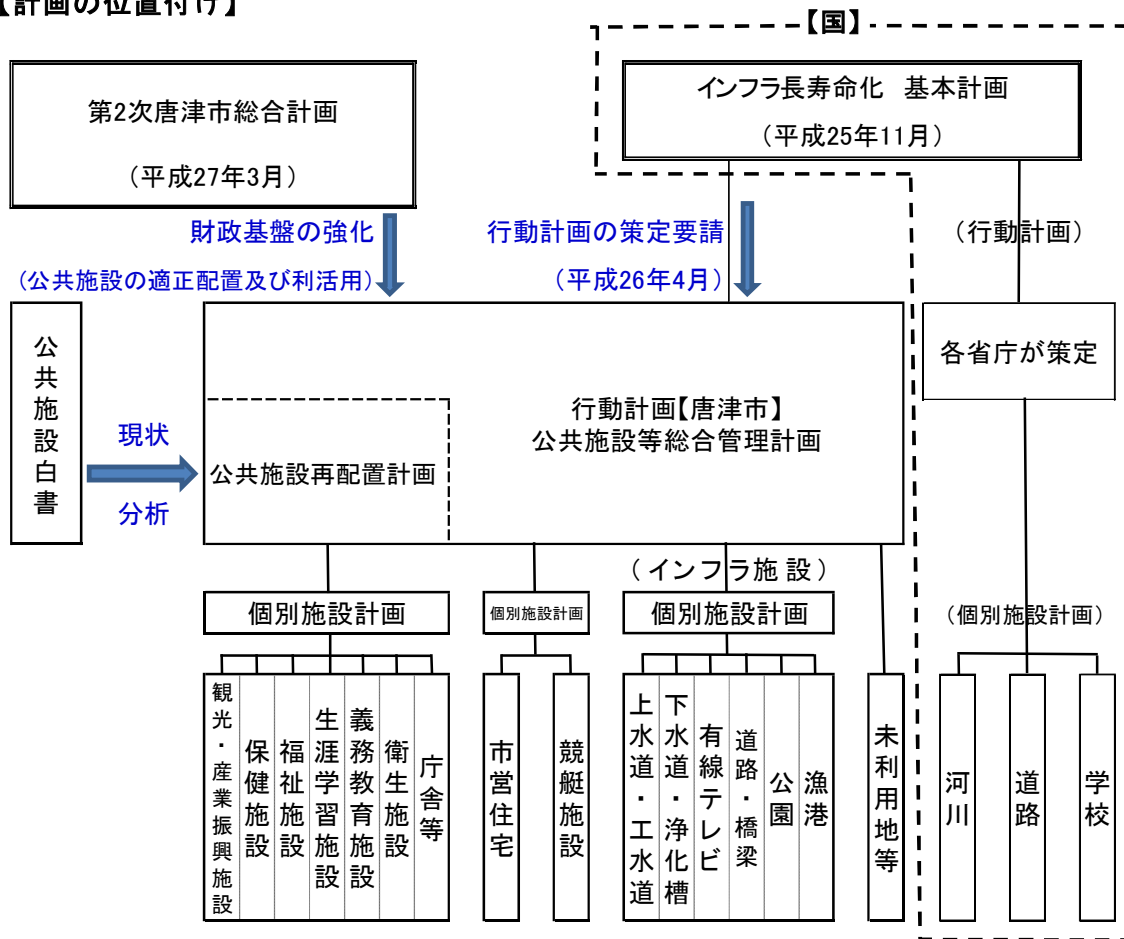 【計画の位置付け】
【国】
第2次唐津市総合計画
（平成27年3月）
インフラ長寿命化 基本計画
（平成25年11月）
財政基盤の強化
（公共施設の適正配置及び利活用）
行動計画の策定要請
（平成26年4月）
（行動計画）
公共施設白書
現状
分析
公共施設再配置計画
行動計画【唐津市】
公共施設等総合管理計画
各省庁が策定
（インフラ施設）
個別施設計画
個別施設計画
個別施設計画
（個別施設計画）
観光・産業振興施設
保健施設
福祉施設
生涯学習施設
義務教育施設
衛生施設
庁舎等
市営住宅
競艇施設
上水道・工水道
下水道・浄化槽
有線テレビ
道路・橋梁
公園
漁港
未利用地等
河川
道路
学校